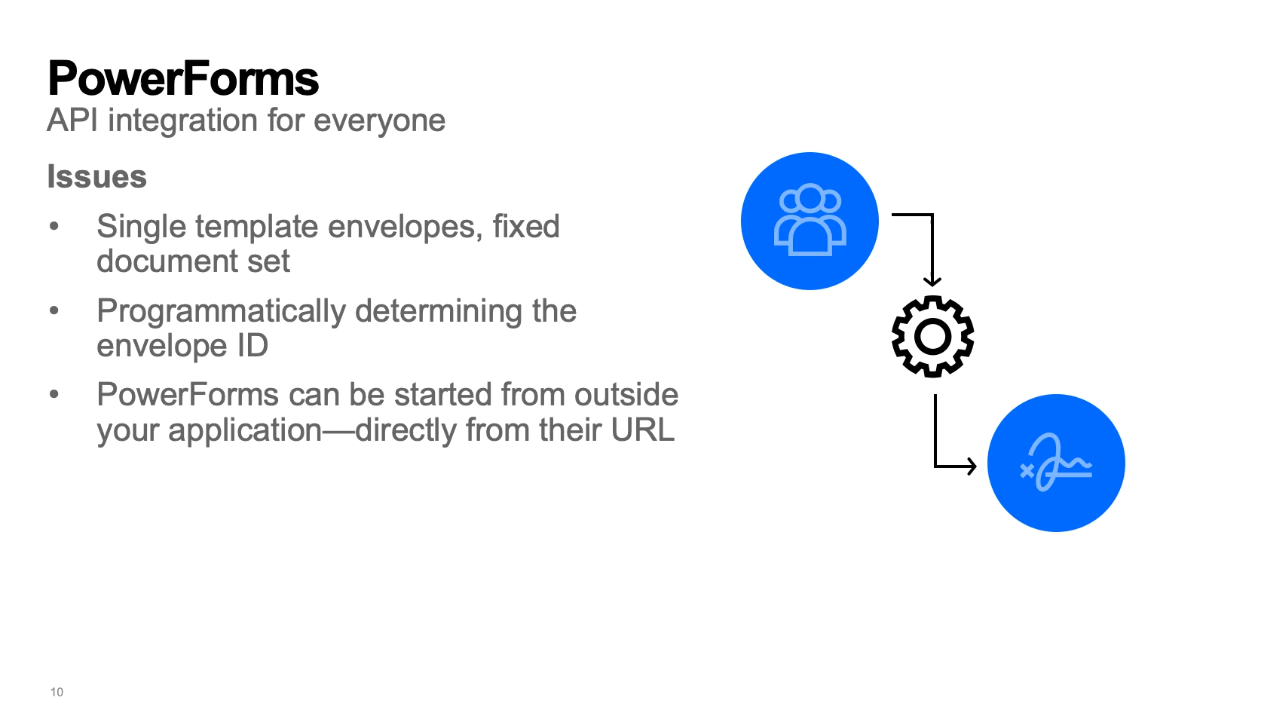 PowerForms
API integration for everyone
Issues
• Single template envelopes, fixed
document set
• Programmatically determining the
envelope ID
• PowerForms can be started from outside
your application—directly from their URL
10